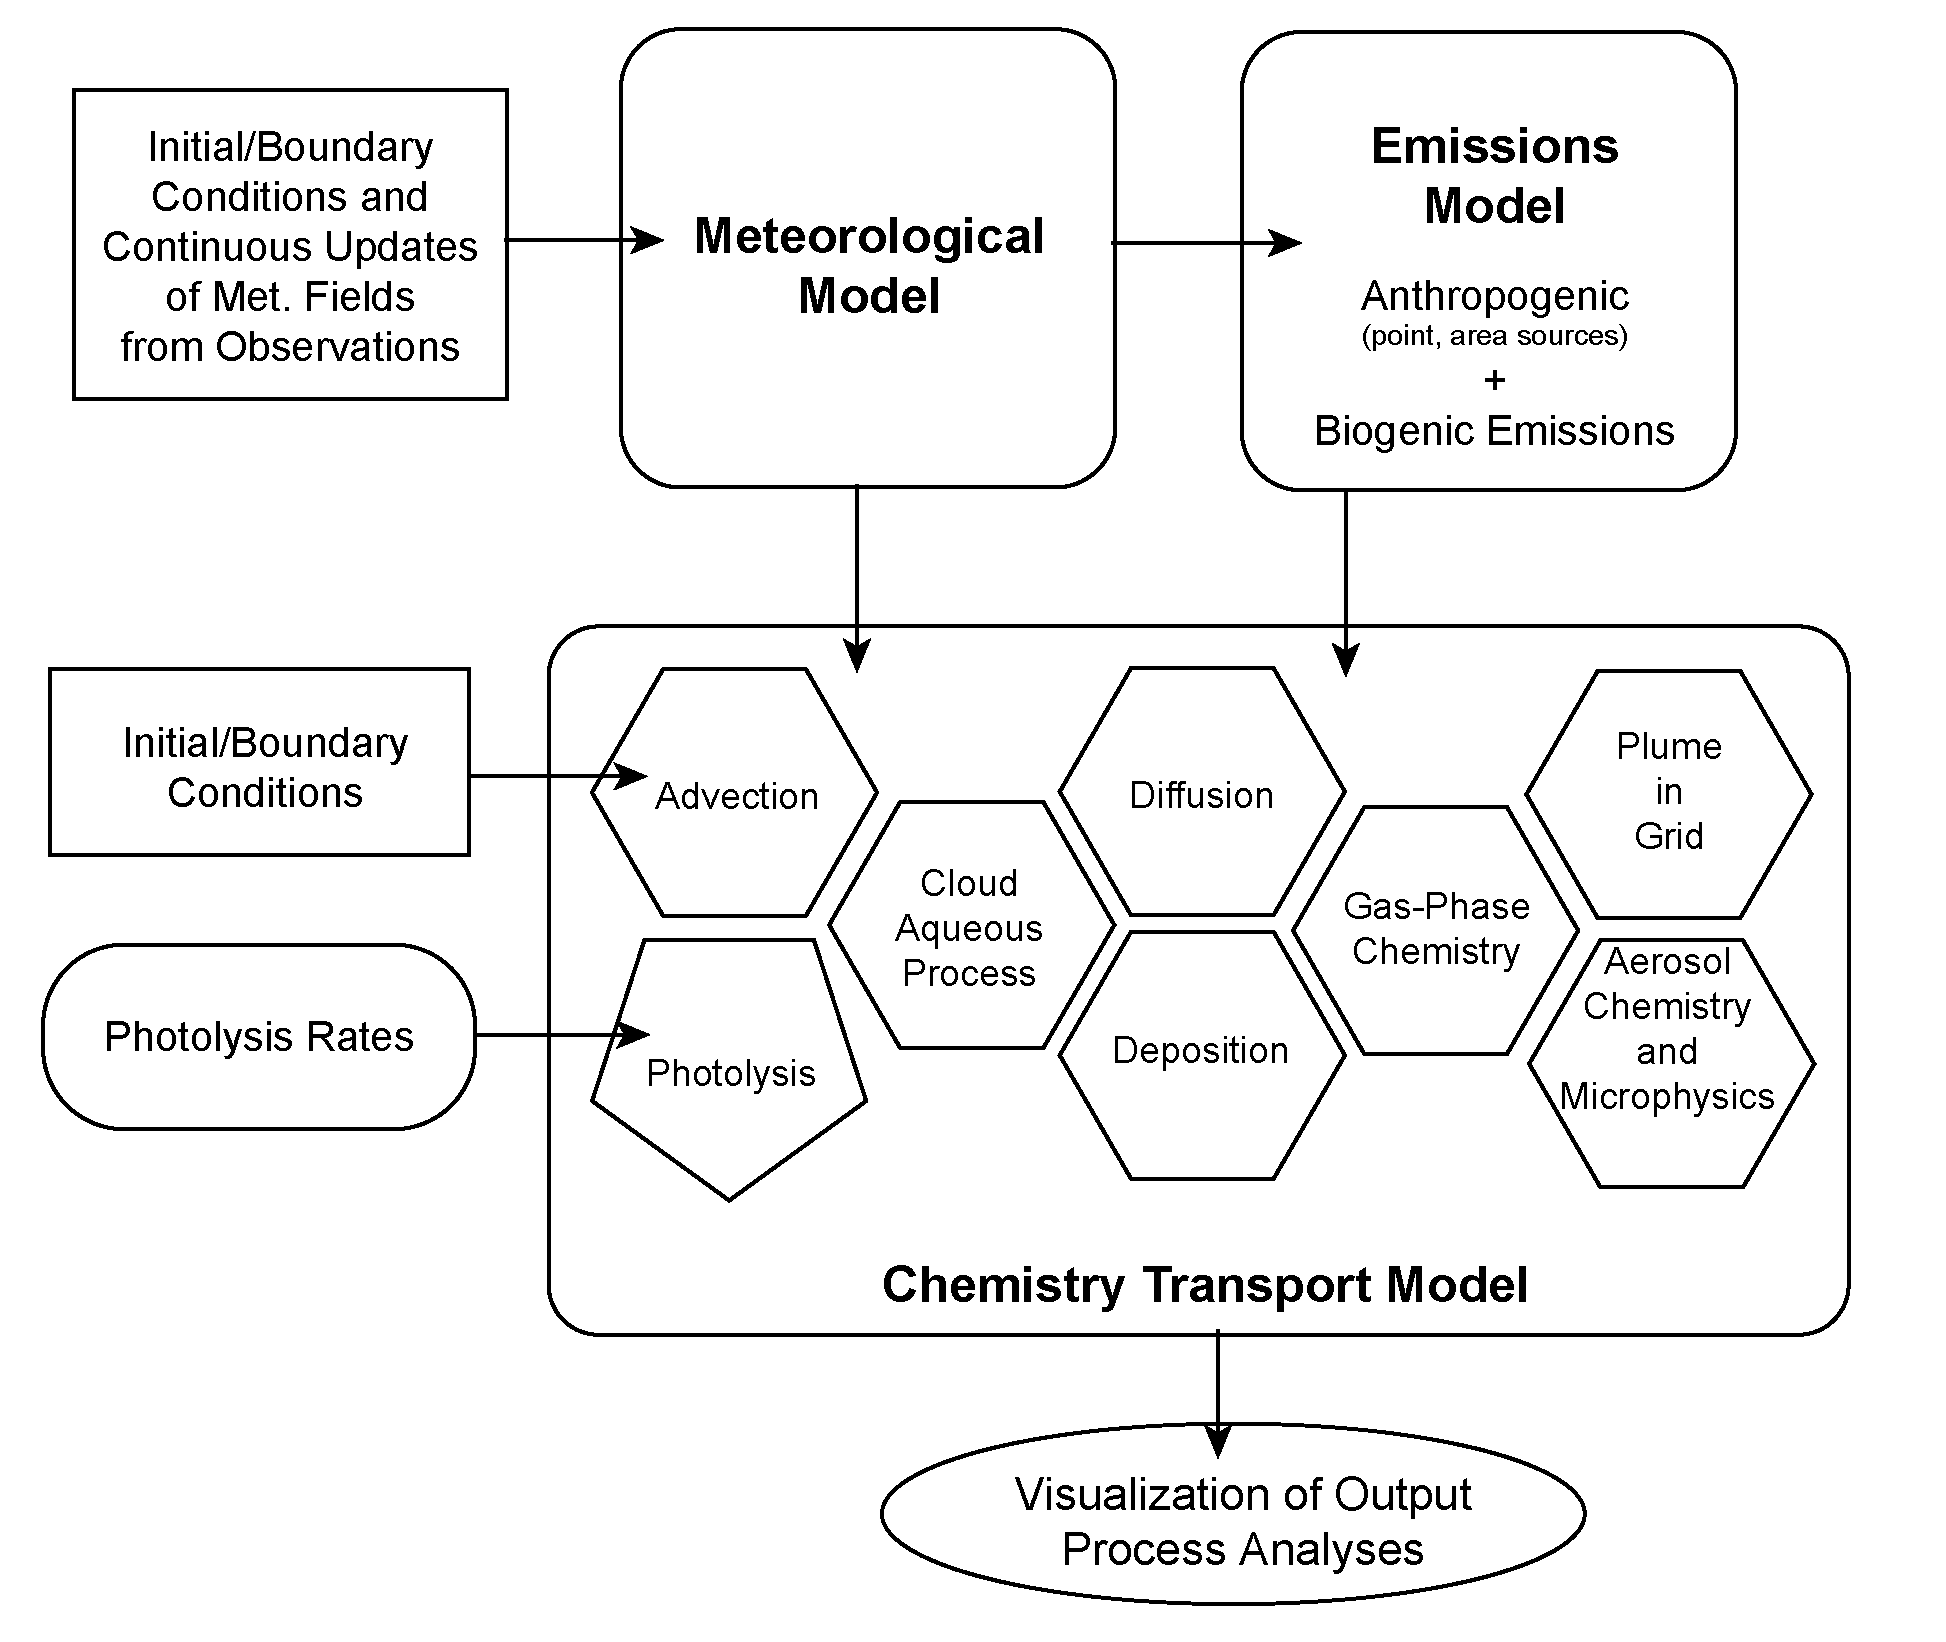 Initial/Boundary
Conditions and
Continuous Updates
of Met. Fields
from Observations
Meteorological
Model
Emissions
Model
Anthropogenic
(point, area sources)
+
Biogenic Emissions
Initial/Boundary
Conditions
Photolysis Rates
Advection
Cloud
Aqueous
Process
Diffusion
Gas-Phase
Chemistry
Plume
in
Grid
Photolysis
Deposition
Aerosol
Chemistry
and
Microphysics
Chemistry Transport Model
Visualization of Output
Process Analyses